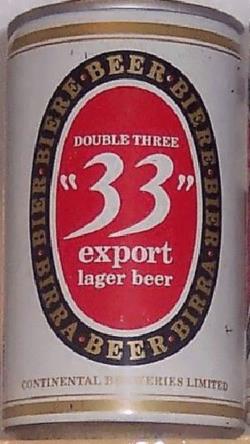 BIRRA·BIER·BIERE·BEER·BIERE·BIER·BIRRA·BEER·
DOUBLE THREE
"33"
export
lager beer
CONTINENTAL BREWERIES LIMITED